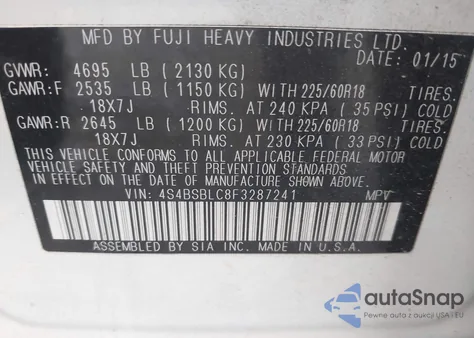 MFD BY FUJI HEAVY INDUSTRIES LTD.
DATE: 01/15
GVWR: 4695 LB (2130 KG)
GAWR:F 2535 LB (1150 KG) WITH 225/60R18 TIRES.
18X7J RIMS. AT 240 KPA (35 PSI) COLD
GAWR:R 2645 LB (1200 KG) WITH 225/60R18 TIRES.
18X7J RIMS. AT 230 KPA (33 PSI) COLD
THIS VEHICLE CONFORMS TO ALL APPLICABLE FEDERAL MOTOR
VEHICLE SAFETY AND BUMPER STANDARDS IN EFFECT ON THE
DATE OF MANUFACTURE SHOWN ABOVE.
VIN: 4S4BSBLC8F3287241 MPV
ASSEMBLED BY SIA INC. IN U.S.A.
autoSnap
Pewne auta z aukcji USA i EU